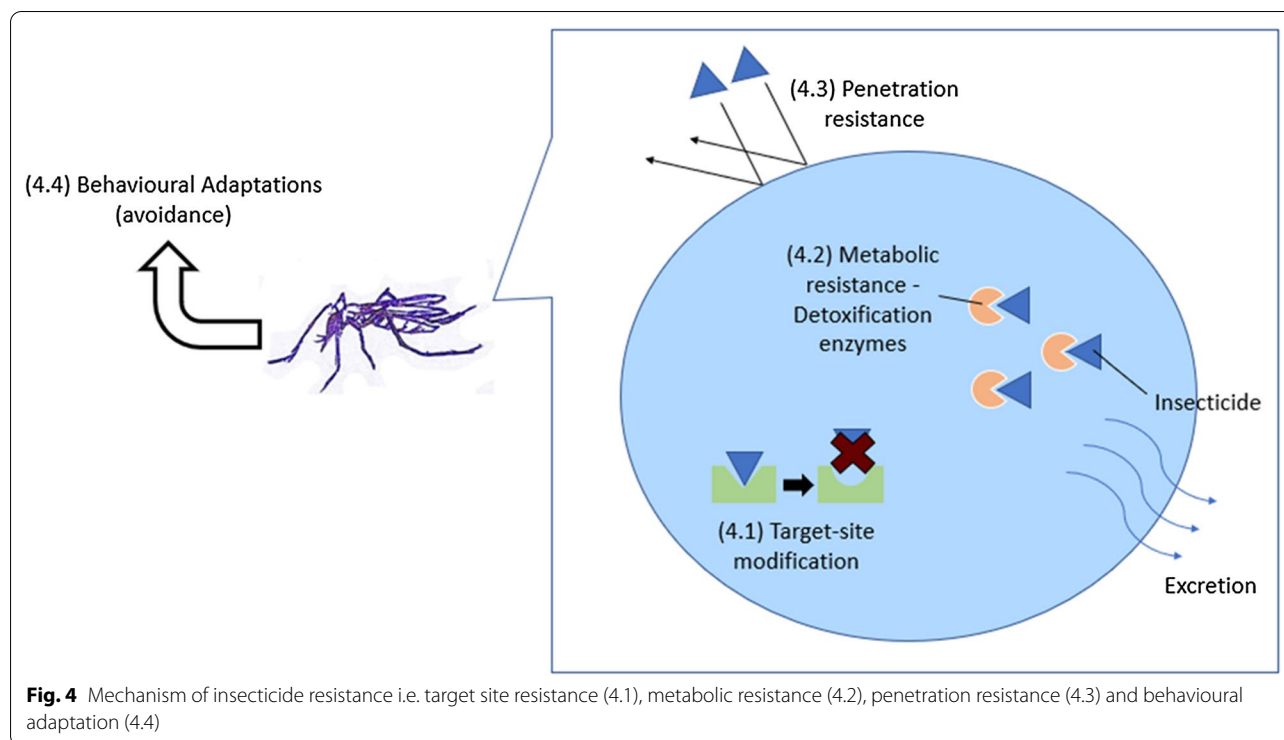 (4.4) Behavioural Adaptations
(avoidance)
(4.3) Penetration
resistance
(4.2) Metabolic
resistance -
Detoxification
enzymes
Insecticide
(4.1) Target-site
modification
Excretion
Fig. 4 Mechanism of insecticide resistance i.e. target site resistance (4.1), metabolic resistance (4.2), penetration resistance (4.3) and behavioural
adaptation (4.4)